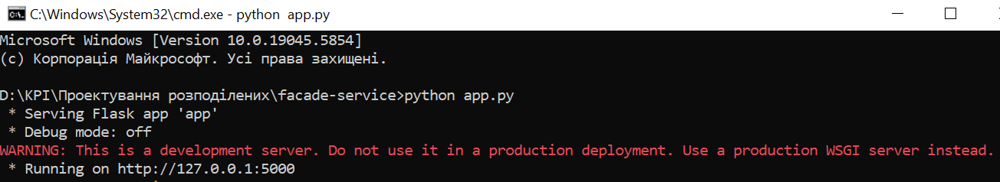 C:\Windows\System32\cmd.exe - python  app.py
Microsoft Windows [Version 10.0.19045.5854]
(c) Корпорація Майкрософт. Усі права захищені.
D:\KPI\Проектування розподілених\facade-service>python app.py
 * Serving Flask app 'app'
 * Debug mode: off
WARNING: This is a development server. Do not use it in a production deployment. Use a production WSGI server instead.
 * Running on http://127.0.0.1:5000